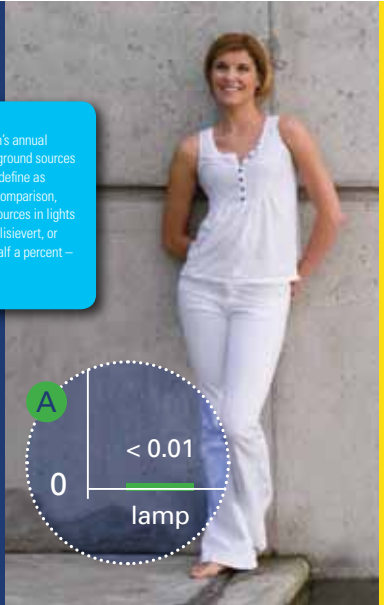 n's annual
ground sources
define as
omparison,
ources in lights
lisievert, or
alf a percent –
A
< 0.01
0
lamp